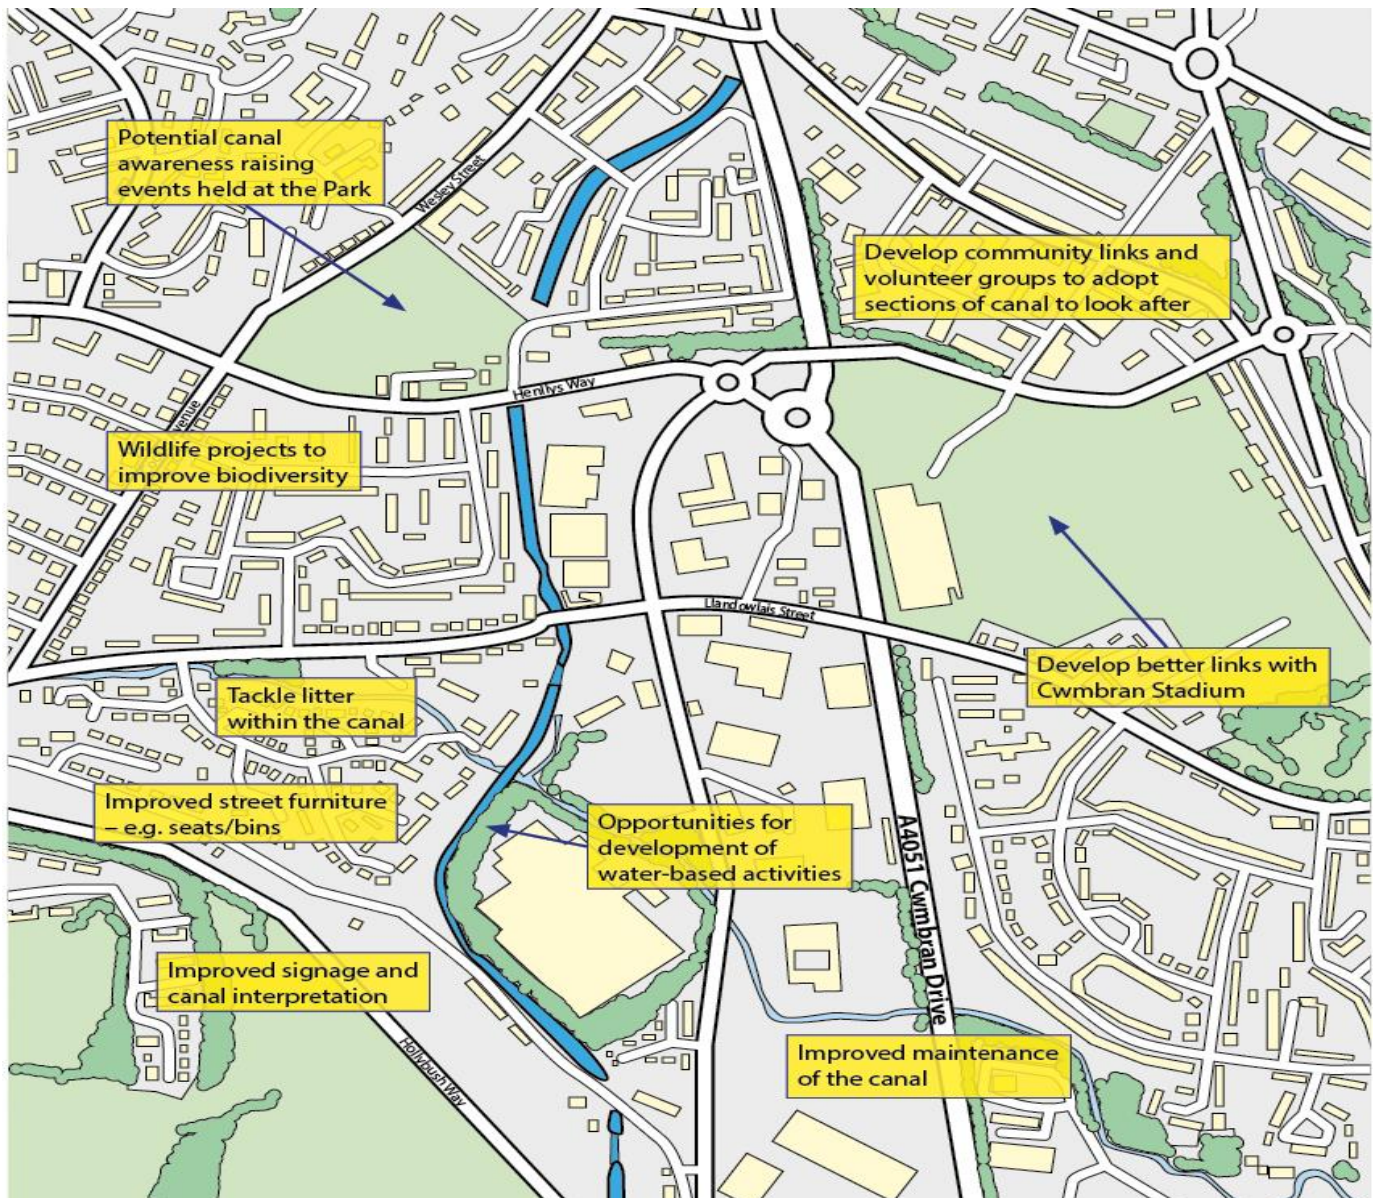 Potential canal
awareness raising
events held at the Park
Wesley Street
Develop community links and
volunteer groups to adopt
sections of canal to look after
Henllys Way
venue
Wildlife projects to
improve biodiversity
Llandowlais Street
Develop better links with
Cwmbran Stadium
Tackle litter
within the canal
Improved street furniture
– e.g. seats/bins
Opportunities for
development of
water-based activities
A4051 Cwmbran Drive
Improved signage and
canal interpretation
Hollybush Way
Improved maintenance
of the canal